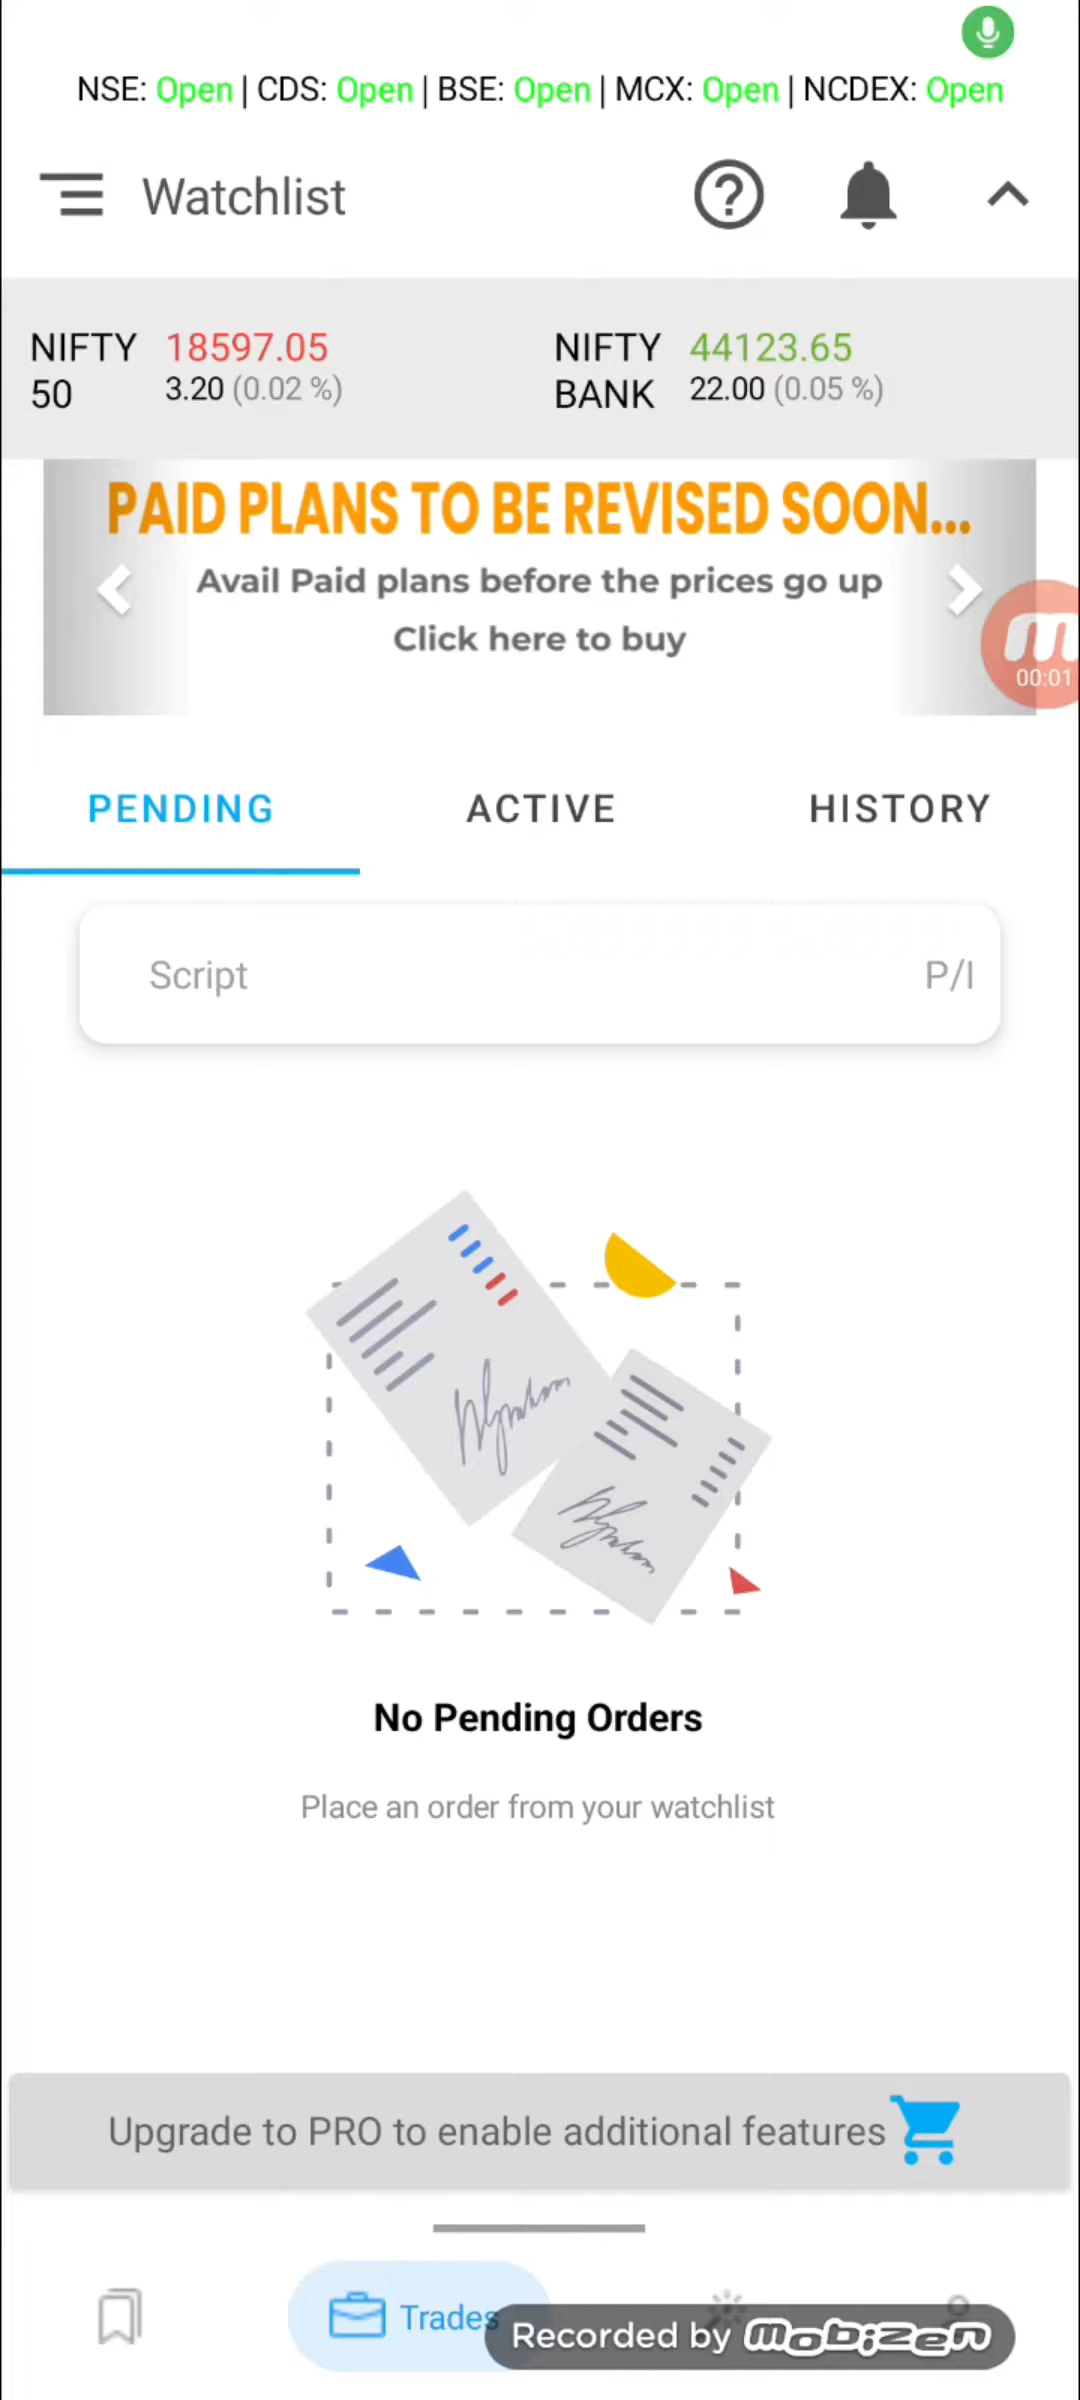 NSE: Open | CDS: Open | BSE: Open | MCX: Open | NCDEX: Open
Watchlist
NIFTY 50 18597.05 3.20 (0.02 %)
NIFTY BANK 44123.65 22.00 (0.05 %)
PAID PLANS TO BE REVISED SOON...
Avail Paid plans before the prices go up
Click here to buy
00:01
PENDING ACTIVE HISTORY
Script P/I
No Pending Orders
Place an order from your watchlist
Upgrade to PRO to enable additional features
Trades
Recorded by mobizen